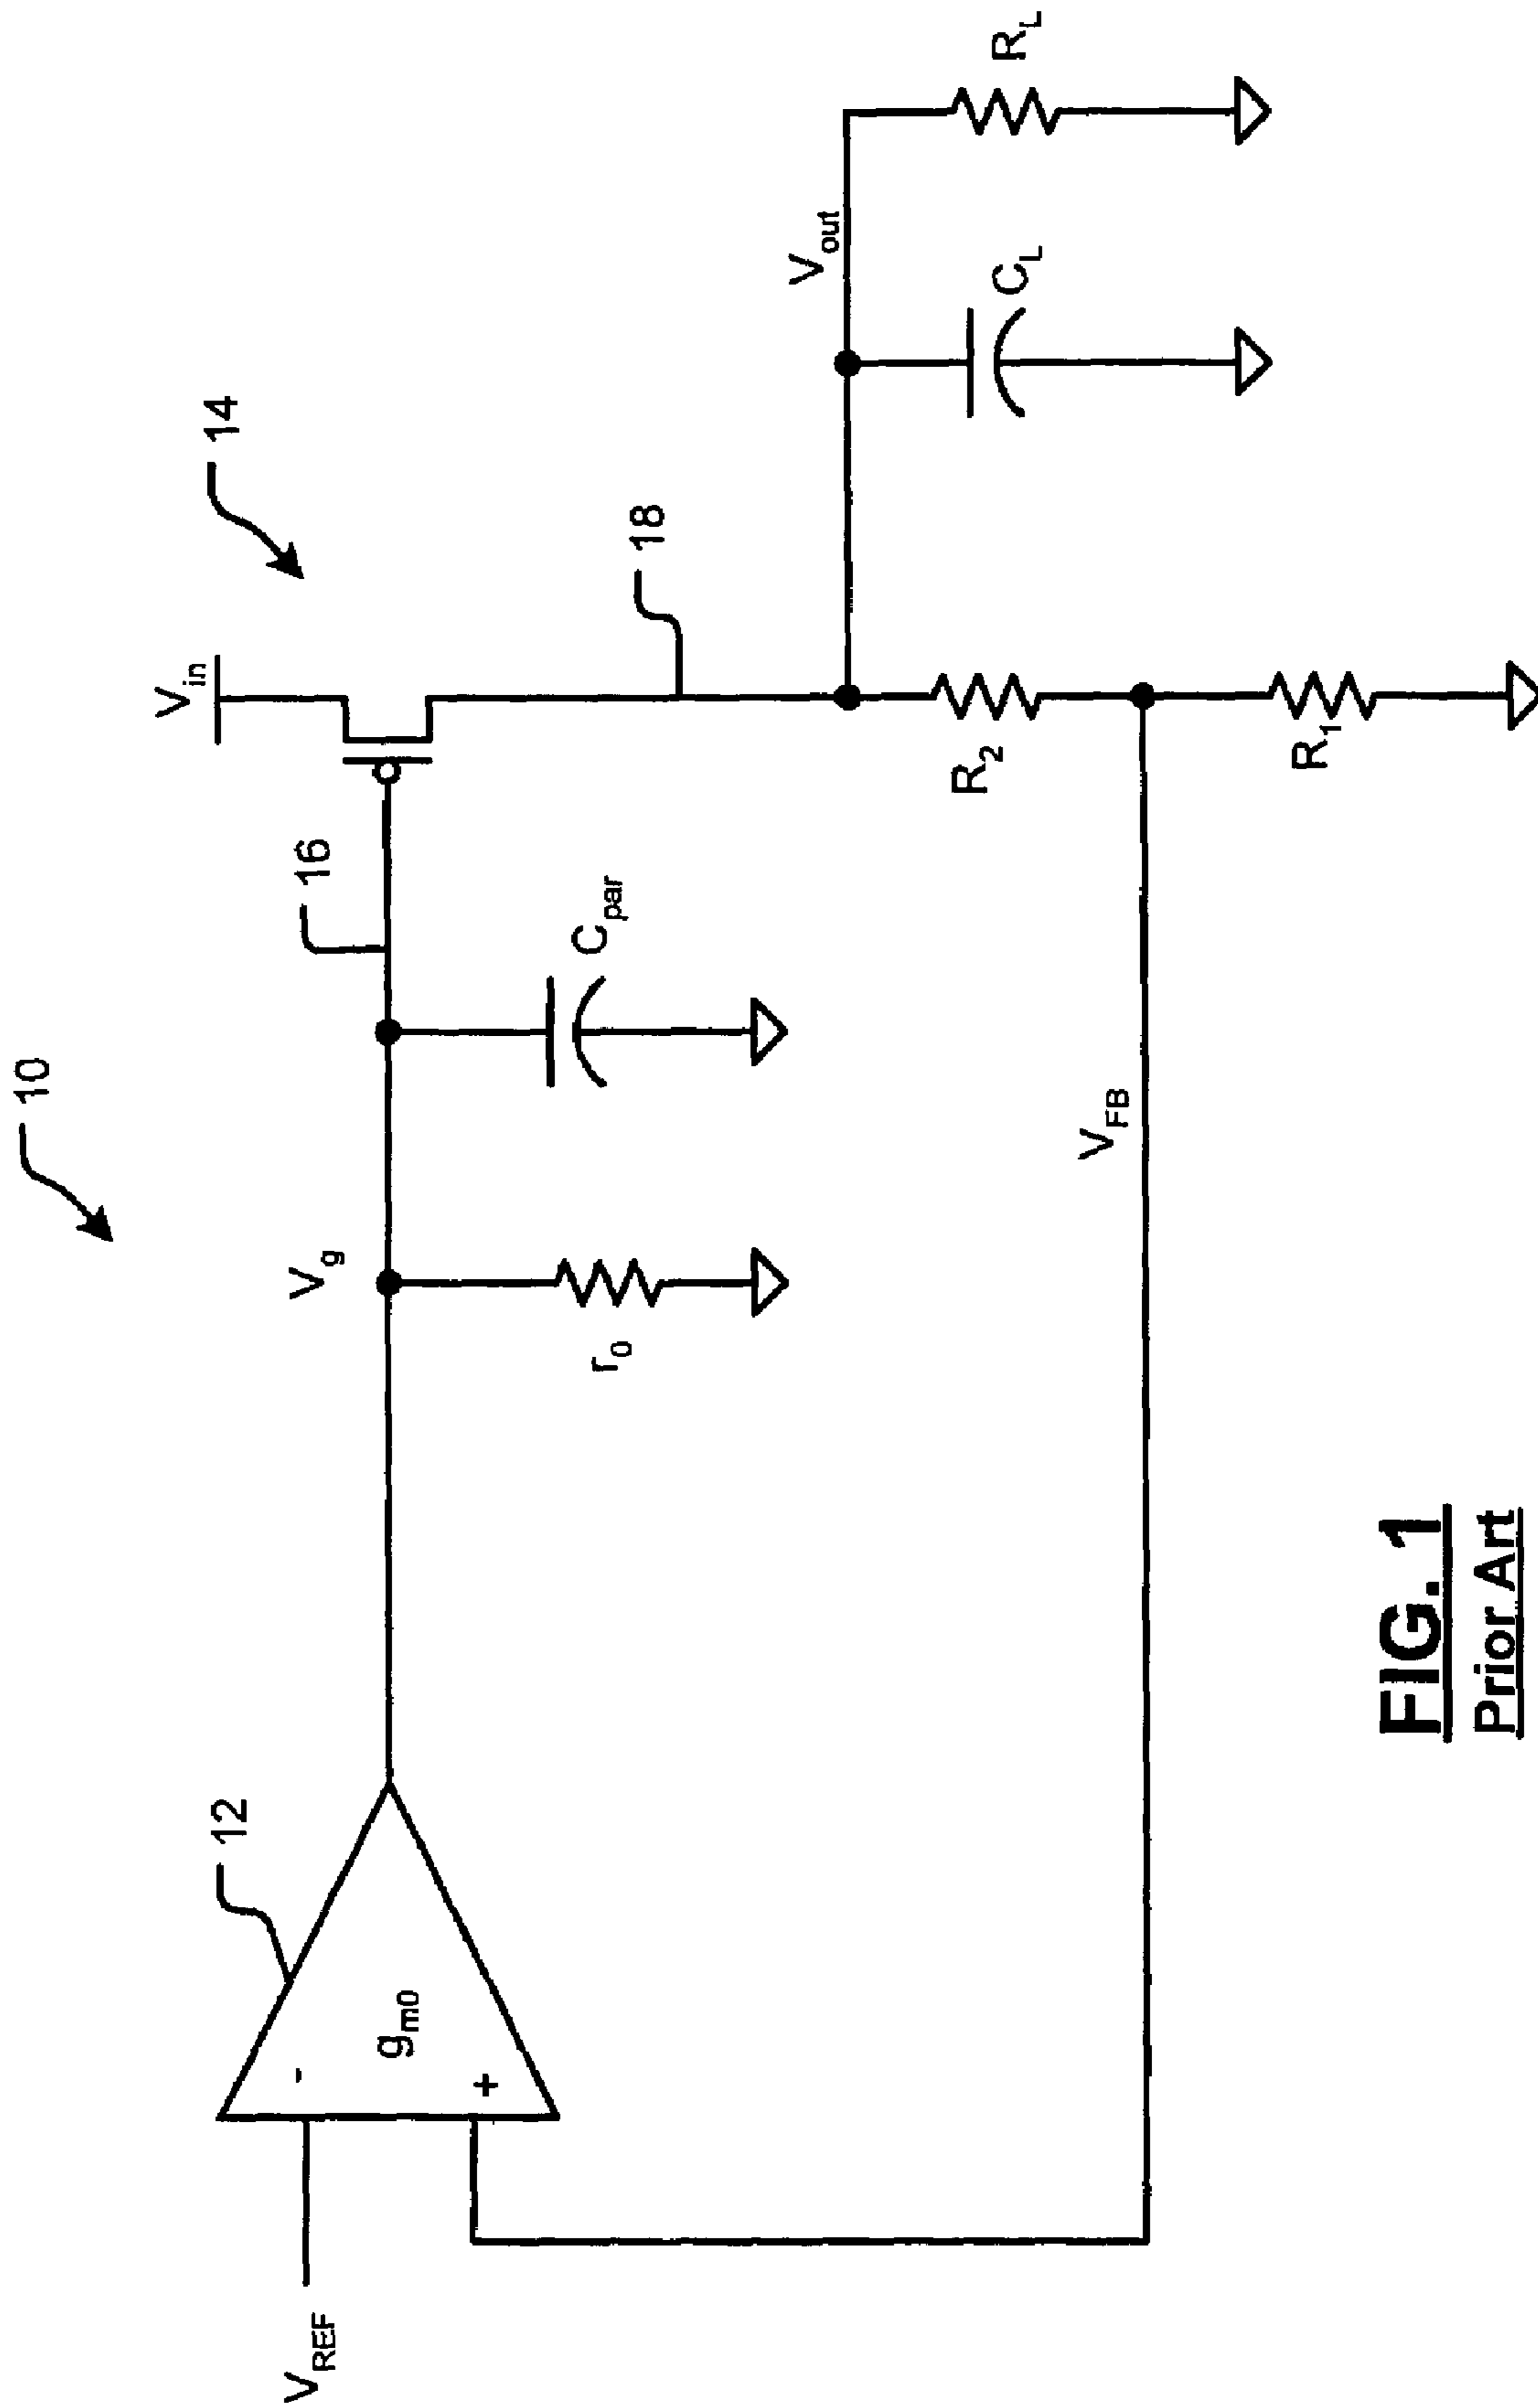 10
14
V_in
12
16
V_g
18
V_REF
-
g_m0
+
r_0
C_par
V_out
R_2
C_L
R_L
V_FB
R_1
FIG. 1
Prior Art